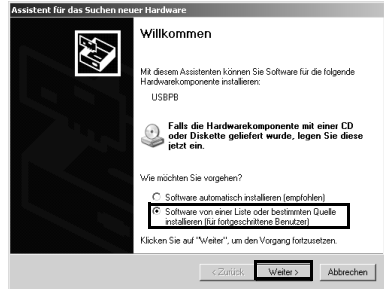 Assistent für das Suchen neuer Hardware
Willkommen
Mit diesem Assistenten können Sie Software für die folgende
Hardwarekomponente installieren:
USBPB
Falls die Hardwarekomponente mit einer CD
oder Diskette geliefert wurde, legen Sie diese
jetzt ein.
Wie möchten Sie vorgehen?
Software automatisch installieren (empfohlen)
Software von einer Liste oder bestimmten Quelle
installieren (für fortgeschrittene Benutzer)
Klicken Sie auf "Weiter", um den Vorgang fortzusetzen.
< Zurück
Weiter >
Abbrechen